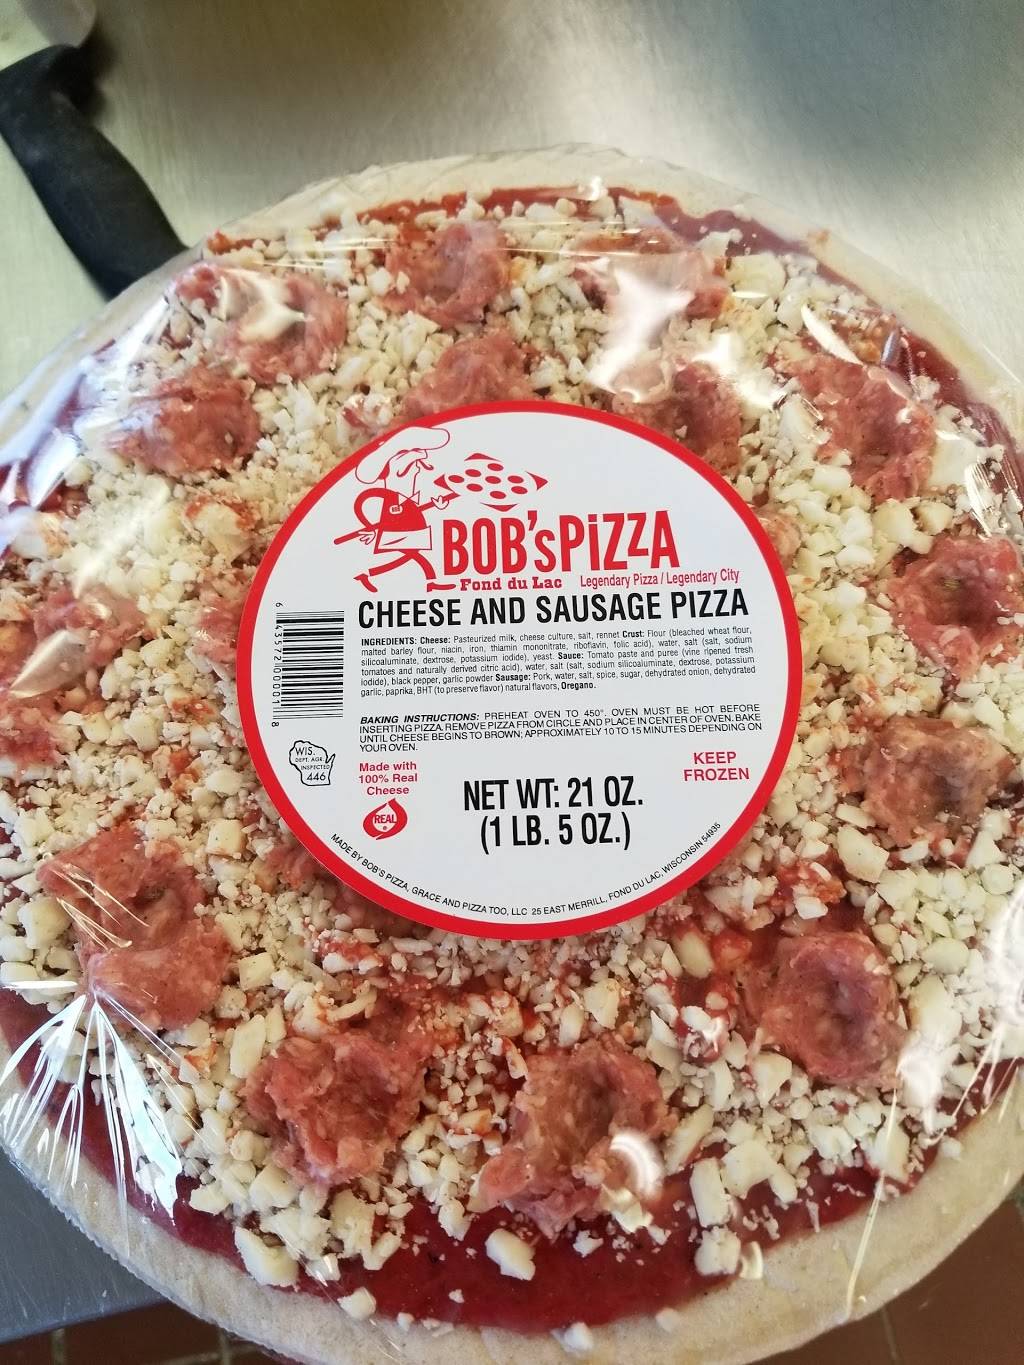 BOB
BOB'sPiZZA
Fond du Lac Legendary Pizza / Legendary City
CHEESE AND SAUSAGE PIZZA
INGREDIENTS: Cheese: Pasteurized milk, cheese culture, salt, rennet Crust: Flour (bleached wheat flour,
malted barley flour, niacin, iron, thiamin mononitrate, riboflavin, folic acid), water, salt (salt, sodium
silicoaluminate, dextrose, potassium iodide), yeast. Sauce: Tomato paste and puree (vine ripened fresh
tomatoes and naturally derived citric acid), water, salt (salt, sodium silicoaluminate, dextrose, potassium
iodide), black pepper, garlic powder Sausage: Pork, water, salt, spice, sugar, dehydrated onion, dehydrated
garlic, paprika, BHT (to preserve flavor) natural flavors, Oregano.
6 43572 00001 8
BAKING INSTRUCTIONS: PREHEAT OVEN TO 450°. OVEN MUST BE HOT BEFORE
INSERTING PIZZA. REMOVE PIZZA FROM CIRCLE AND PLACE IN CENTER OF OVEN. BAKE
UNTIL CHEESE BEGINS TO BROWN; APPROXIMATELY 10 TO 15 MINUTES DEPENDING ON
YOUR OVEN.
WIS.
DEPT. AGR.
INSPECTED
446
Made with
100% Real
Cheese
REAL
KEEP
FROZEN
NET WT: 21 OZ.
(1 LB. 5 OZ.)
MADE BY BOB'S PIZZA, GRACE AND PIZZA TOO, LLC 25 EAST MERRILL, FOND DU LAC, WISCONSIN 54935